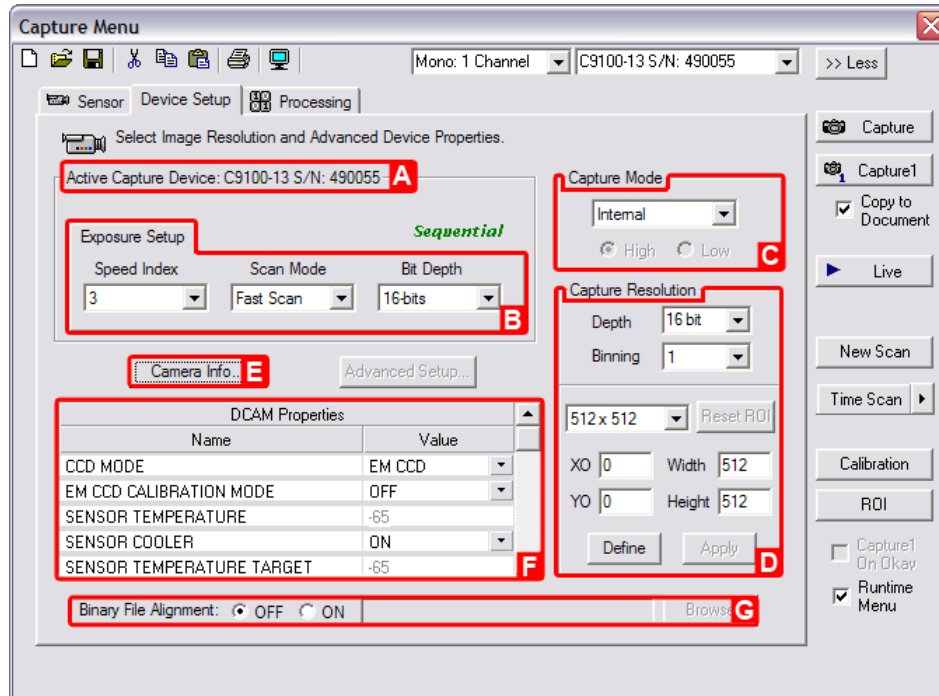 Capture Menu
Mono: 1 Channel
C9100-13 S/N: 490055
>> Less
Sensor
Device Setup
Processing
Select Image Resolution and Advanced Device Properties.
Capture
Active Capture Device: C9100-13 S/N: 490055
A
Capture Mode
1
Capture1
Copy to
Document
Internal
High
Low
C
Exposure Setup
Sequential
Speed Index
Scan Mode
Bit Depth
3
Fast Scan
16-bits
B
Live
Capture Resolution
Depth
16 bit
Binning
1
Camera Info..
E
Advanced Setup...
New Scan
Time Scan
DCAM Properties
Name
Value
CCD MODE
EM CCD
EM CCD CALIBRATION MODE
OFF
SENSOR TEMPERATURE
-65
SENSOR COOLER
ON
SENSOR TEMPERATURE TARGET
-65
F
512 x 512
Reset ROI
XO
0
Width
512
YO
0
Height
512
Define
Apply
D
Calibration
ROI
Capture1
On Okay
Runtime
Menu
Binary File Alignment:
OFF
ON
Browse
G